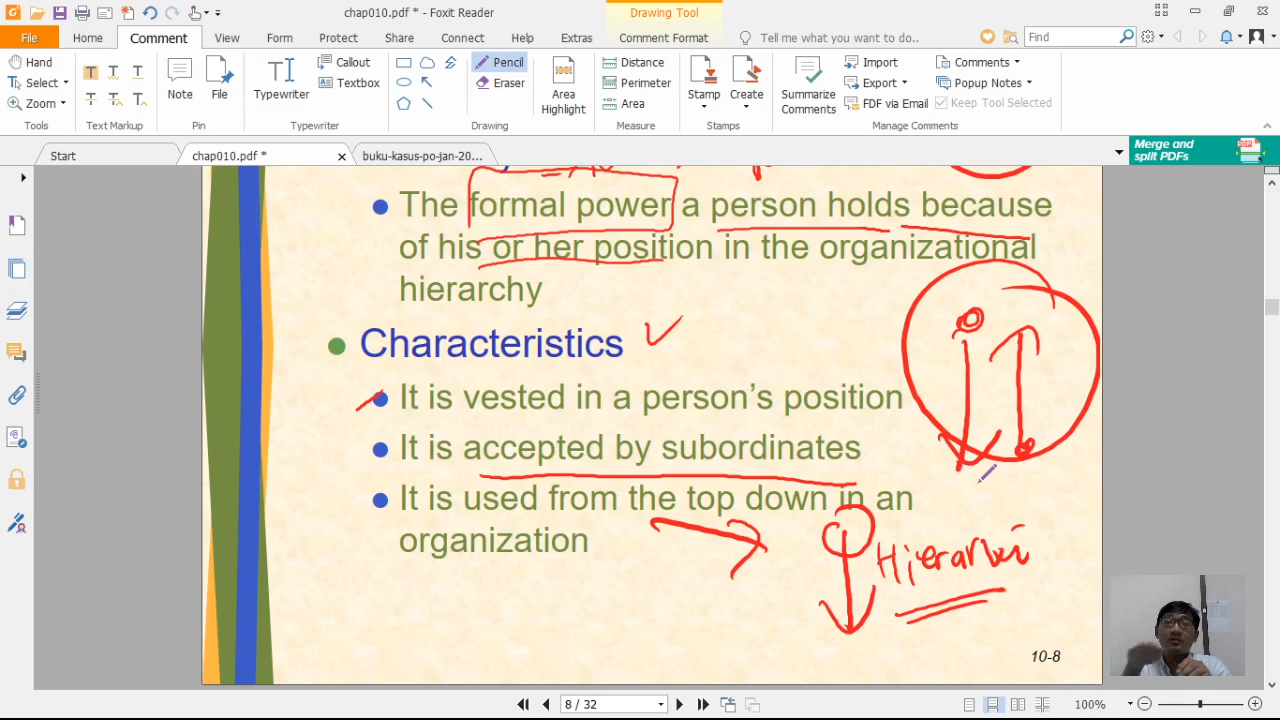 chap010.pdf * - Foxit Reader
Drawing Tool
File Home Comment View Form Protect Share Connect Help Extras Comment Format Tell me what you want to do... Find
Hand
Select
Zoom
Tools
Text Markup
Note
File
Pin
Typewriter
Callout
Textbox
Typewriter
Pencil
Eraser
Drawing
Area Highlight
Distance
Perimeter
Area
Measure
Stamp
Create
Stamps
Summarize Comments
Import
Export
FDF via Email
Comments
Popup Notes
Keep Tool Selected
Manage Comments
Start
chap010.pdf *
buku-kasus-po-jan-20...
Merge and
split PDFs
The formal power a person holds because
of his or her position in the organizational
hierarchy
Characteristics
It is vested in a person's position
It is accepted by subordinates
It is used from the top down in an
organization
Hierarki
10-8
8 / 32
100%